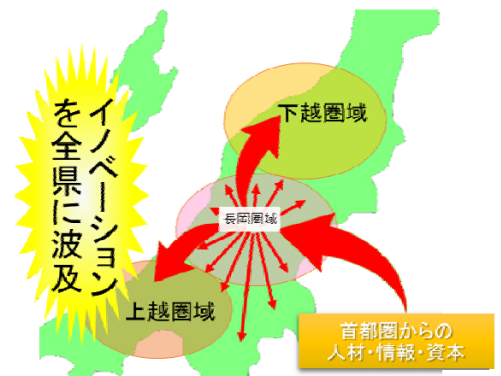 イノベーション
を全県に波及
下越圏域
長岡圏域
上越圏域
首都圏からの
人材・情報・資本